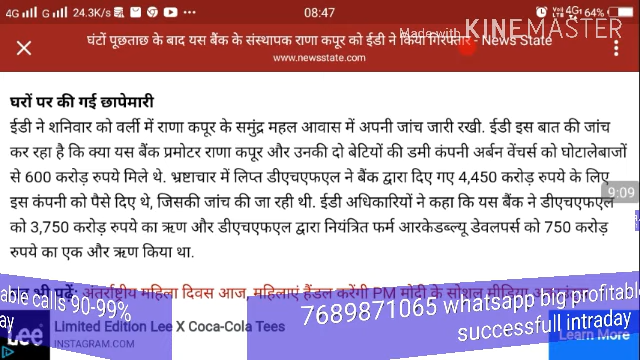 4G 4G 24.3K/s
08:47
4G 64%
Made with KINEMASTER
घंटों पूछताछ के बाद यस बैंक के संस्थापक राणा कपूर को ईडी ने किया गिरफ्तार - News State
www.newsstate.com
घरों पर की गई छापेमारी
ईडी ने शनिवार को वर्ली में राणा कपूर के समुंद्र महल आवास में अपनी जांच जारी रखी. ईडी इस बात की जांच
कर रहा है कि क्या यस बैंक प्रमोटर राणा कपूर और उनकी दो बेटियों की डमी कंपनी अर्बन वेंचर्स को घोटालेबाजों
से 600 करोड़ रुपये मिले थे. भ्रष्टाचार में लिप्त डीएचएफएल ने बैंक द्वारा दिए गए 4,450 करोड़ रुपये के लिए
9:09
इस कंपनी को पैसे दिए थे, जिसकी जांच की जा रही थी. ईडी अधिकारियों ने कहा कि यस बैंक ने डीएचएफएल
को 3,750 करोड़ रुपये का ऋण और डीएचएफएल द्वारा नियंत्रित फर्म आरकेडब्ल्यू डेवलपर्स को 750 करोड़
रुपये का एक और ऋण किया था.
भी पढ़ें: अंतर्राष्ट्रीय महिला दिवस आज, महिलाएं हैंडल करेंगी PM मोदी के सोशल मीडिया
able calls 90-99%
ay
7689871065 whatsapp big profitable
successfull intraday
Lee
Limited Edition Lee X Coca-Cola Tees
INSTAGRAM.COM
Learn More